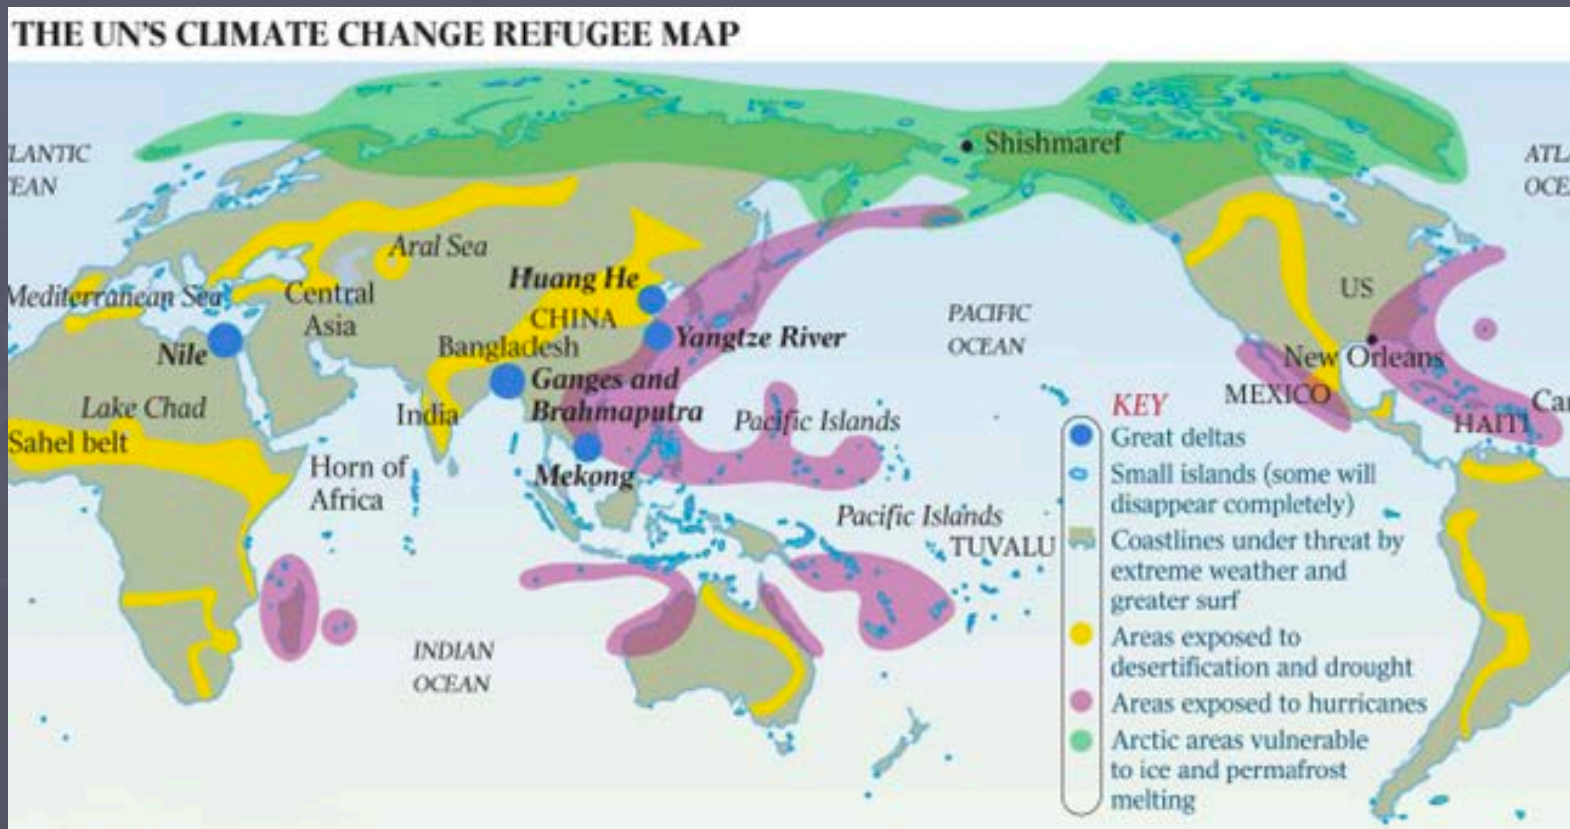 THE UN'S CLIMATE CHANGE REFUGEE MAP
LANTIC
EAN
Shishmaref
ATLA
OCEA
Aral Sea
Huang He
Mediterranean Sea
Central
Asia
US
CHINA
PACIFIC
OCEAN
Nile
Bangladesh
Yangtze River
New Orleans
Ganges and
Brahmaputra
MEXICO
Lake Chad
India
Pacific Islands
HAITI
Car
Sahel belt
Horn of
Africa
Mekong
Pacific Islands
TUVALU
INDIAN
OCEAN
KEY
Great deltas
Small islands (some will
disappear completely)
Coastlines under threat by
extreme weather and
greater surf
Areas exposed to
desertification and drought
Areas exposed to hurricanes
Arctic areas vulnerable
to ice and permafrost
melting